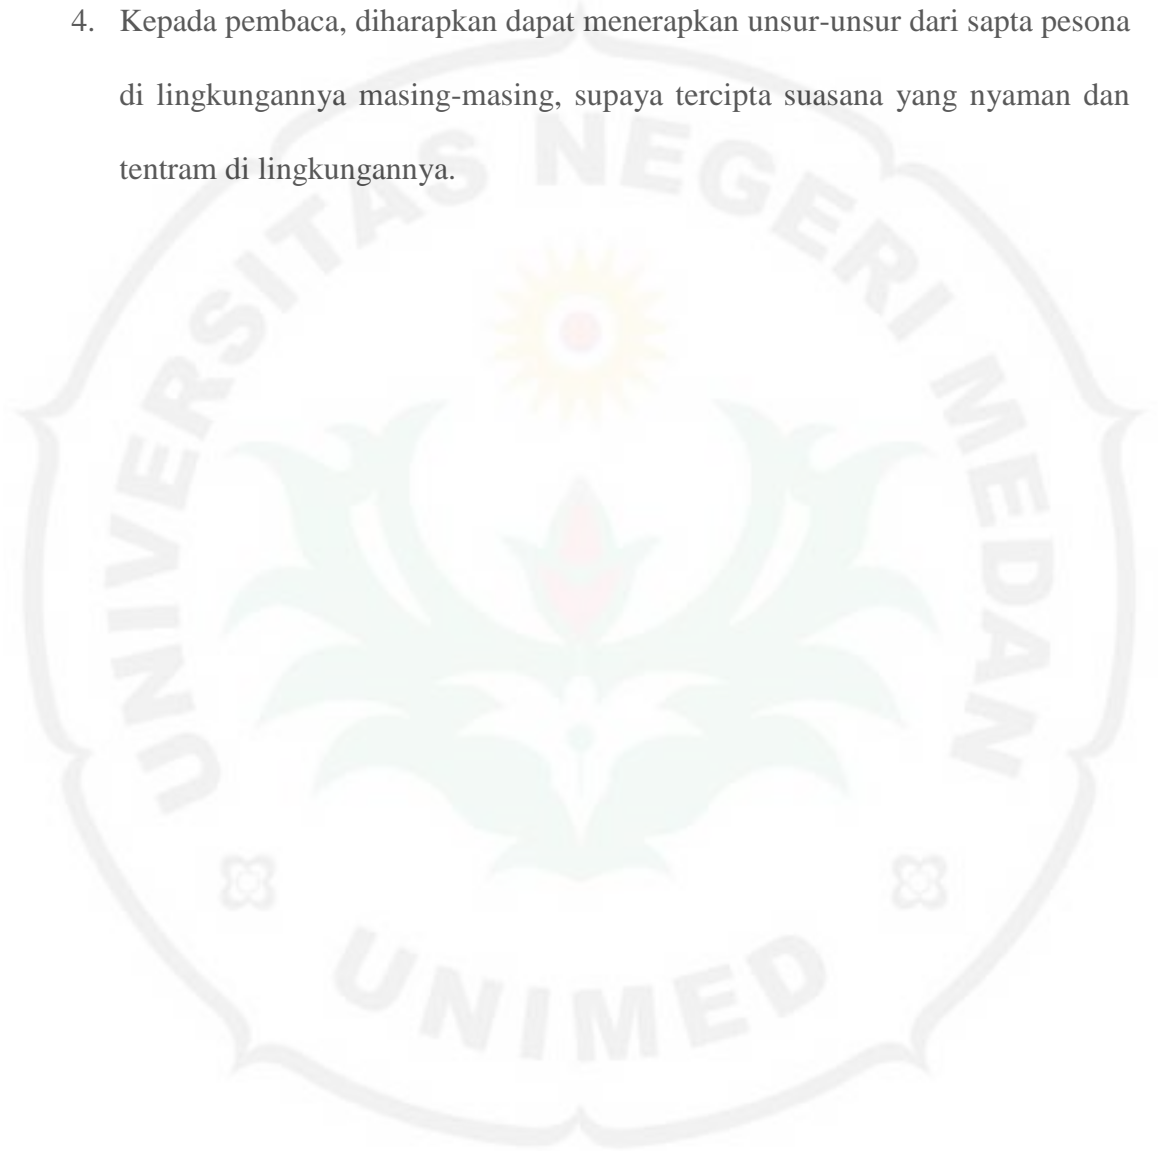 4. Kepada pembaca, diharapkan dapat menerapkan unsur-unsur dari sapta pesona
di lingkungannya masing-masing, supaya tercipta suasana yang nyaman dan
tentram di lingkungannya.
UNIVERSITAS NEGERI MEDAN
UNIMED